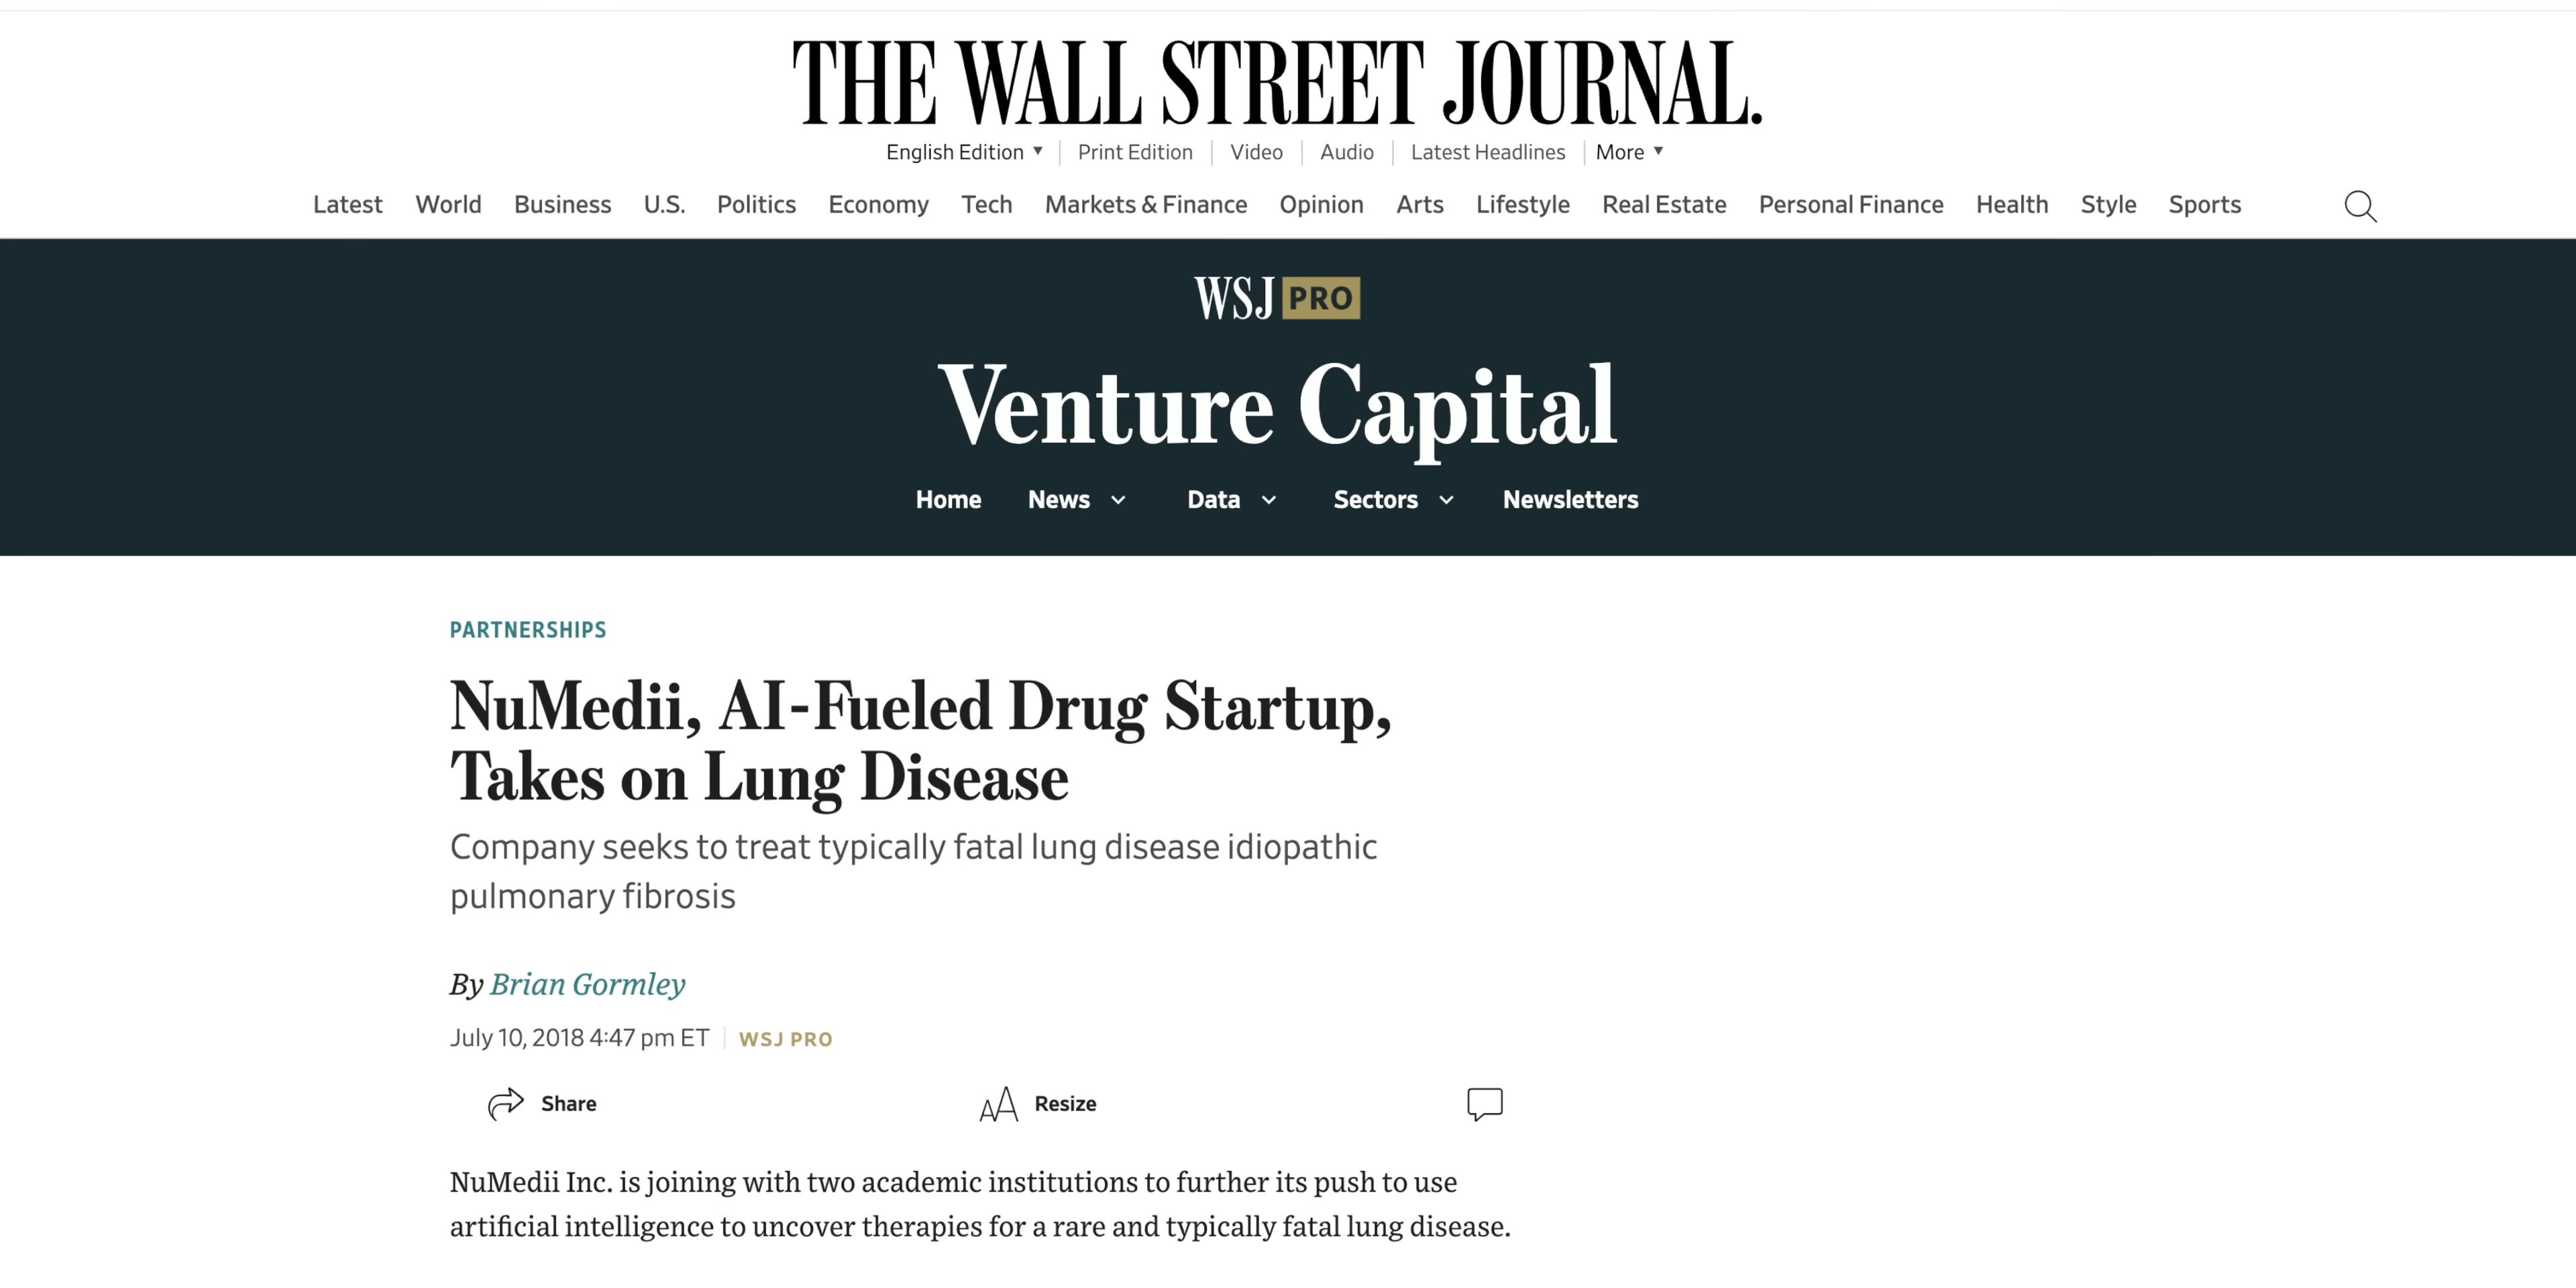 THE WALL STREET JOURNAL.
English Edition Print Edition Video Audio Latest Headlines More
Latest World Business U.S. Politics Economy Tech Markets & Finance Opinion Arts Lifestyle Real Estate Personal Finance Health Style Sports
WSJ PRO
Venture Capital
Home News Data Sectors Newsletters
PARTNERSHIPS
NuMedii, AI-Fueled Drug Startup,
Takes on Lung Disease
Company seeks to treat typically fatal lung disease idiopathic
pulmonary fibrosis
By Brian Gormley
July 10, 2018 4:47 pm ET WSJ PRO
Share AA Resize
NuMedii Inc. is joining with two academic institutions to further its push to use
artificial intelligence to uncover therapies for a rare and typically fatal lung disease.